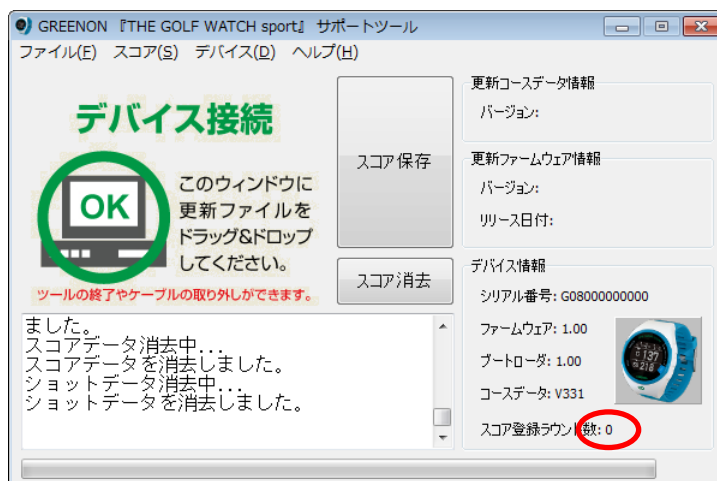 GREENON 『THE GOLF WATCH sport』 サポートツール
ファイル(F) スコア(S) デバイス(D) ヘルプ(H)
デバイス接続
OK
このウィンドウに
更新ファイルを
ドラッグ&ドロップ
してください。
ツールの終了やケーブルの取り外しができます。
スコア保存
スコア消去
ました。
スコアデータ消去中...
スコアデータを消去しました。
ショットデータ消去中...
ショットデータを消去しました。
更新コースデータ情報
バージョン:
更新ファームウェア情報
バージョン:
リリース日付:
デバイス情報
シリアル番号: G08000000000
ファームウェア: 1.00
ブートローダ: 1.00
コースデータ: V331
137
218
スコア登録ラウンド数: 0